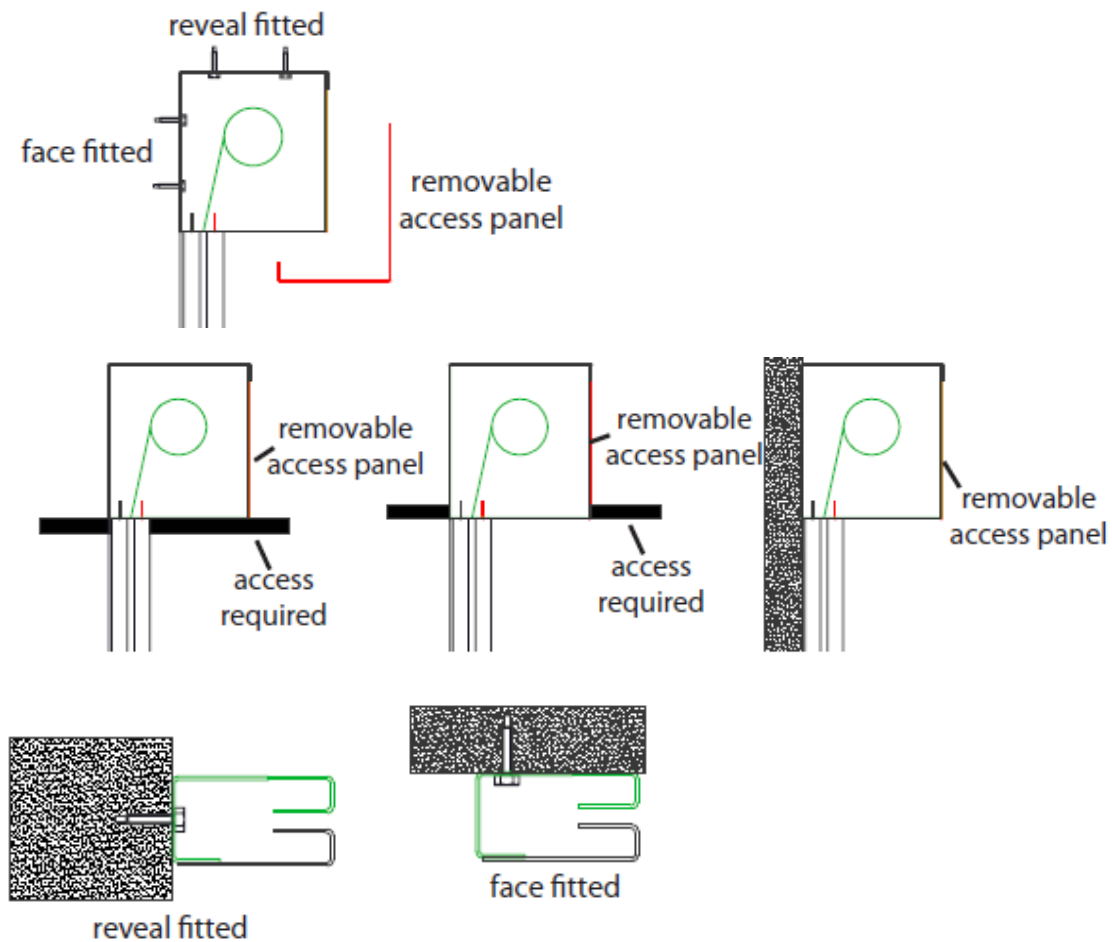 reveal fitted
face fitted
removable
access panel
removable
access panel
access
required
removable
access panel
access
required
removable
access panel
reveal fitted
face fitted